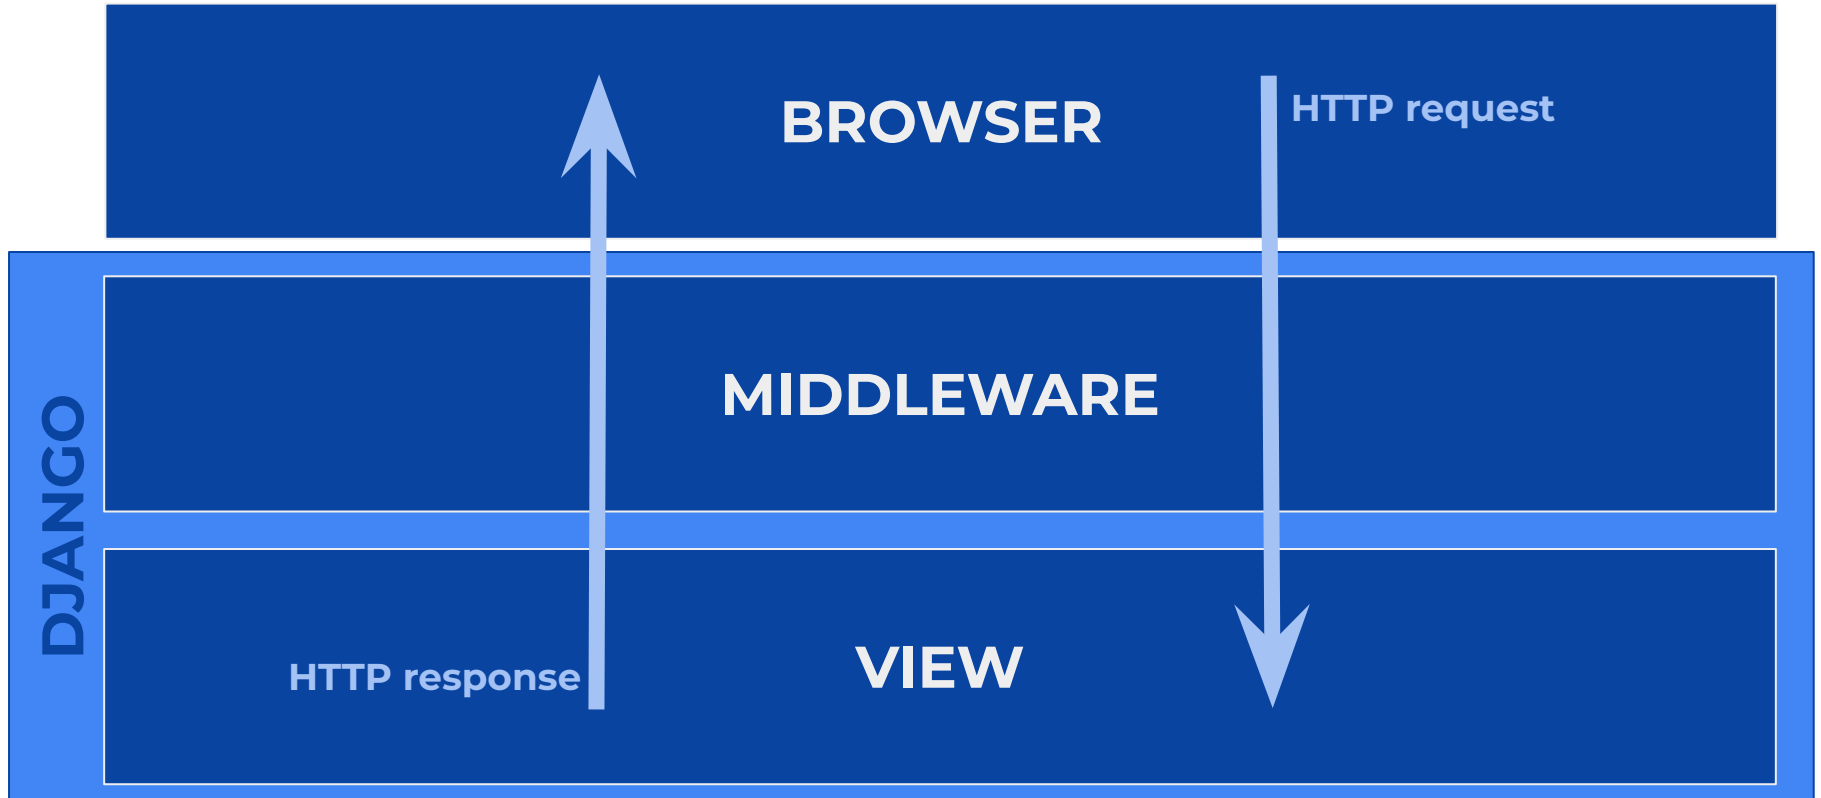 BROWSER
HTTP request
MIDDLEWARE
DJANGO
VIEW
HTTP response